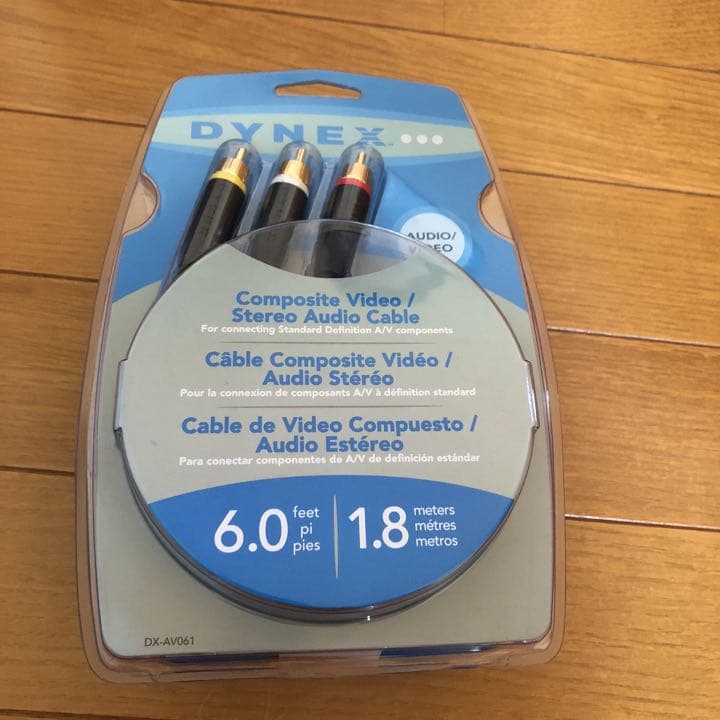 DYNEX
AUDIO/
VIDEO
Composite Video /
Stereo Audio Cable
For connecting Standard Definition A/V components
Câble Composite Vidéo /
Audio Stéréo
Pour la connexion de composants A/V à définition standard
Cable de Video Compuesto /
Audio Estéreo
Para conectar componentes de A/V de definición estándar
6.0 feet pi pies
1.8 meters métres metros
DX-AV061